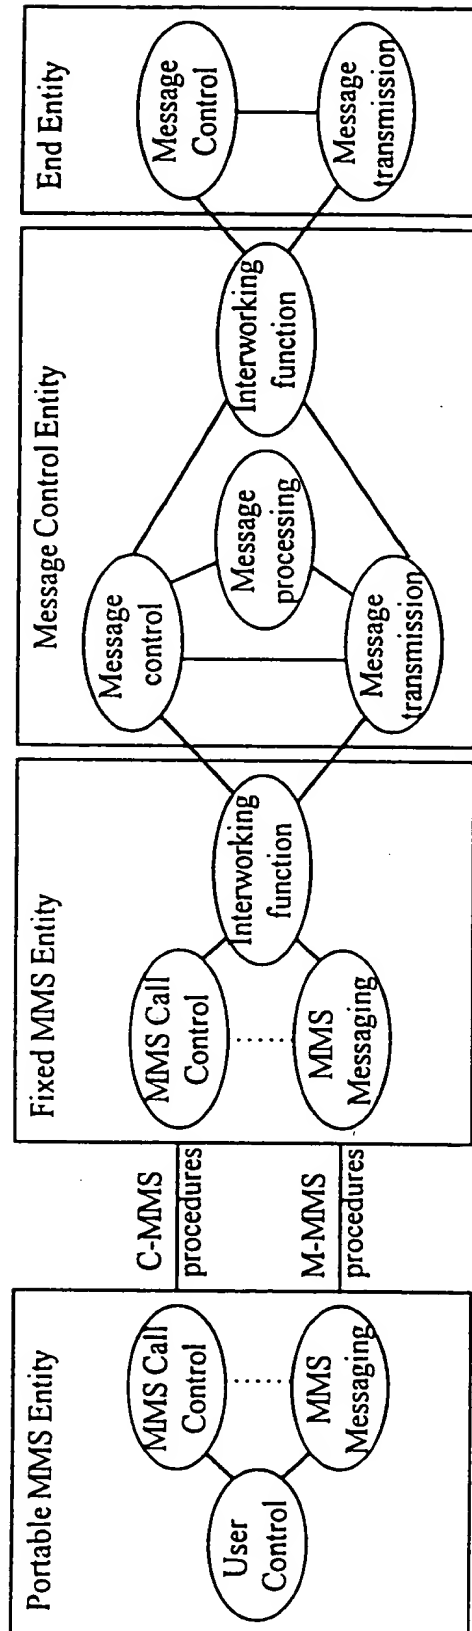 Portable MMS Entity
User
Control
MMS Call
Control
MMS
Messaging
C-MMS
procedures
M-MMS
procedures
Fixed MMS Entity
MMS Call
Control
MMS
Messaging
Interworking
function
Message Control Entity
Message
control
Message
processing
Message
transmission
Interworking
function
End Entity
Message
Control
Message
transmission